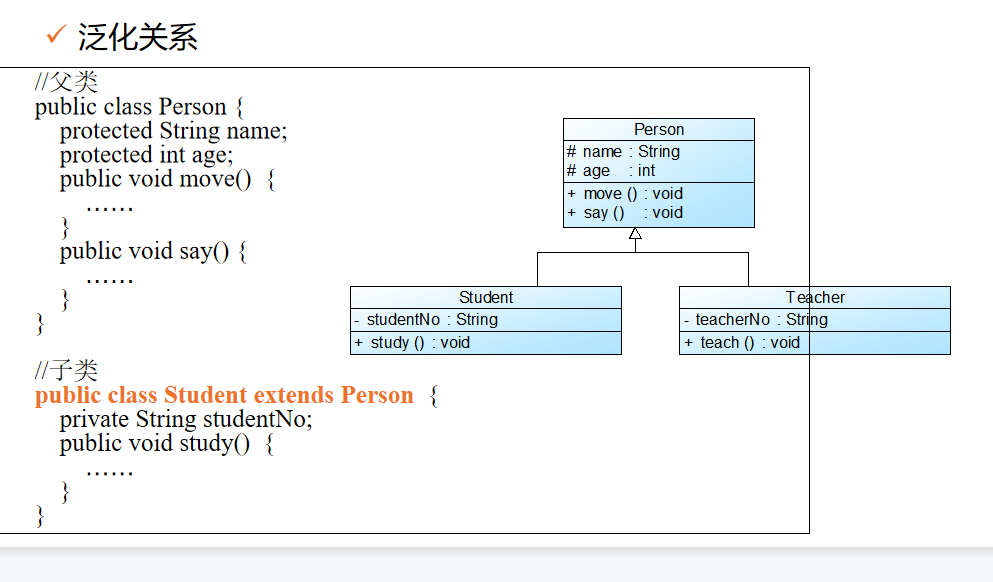 ✓ 泛化关系
//父类
public class Person {
protected String name;
protected int age;
public void move() {
……
}
public void say() {
……
}
}
//子类
public class Student extends Person {
private String studentNo;
public void study() {
……
}
}
Person
# name : String
# age : int
+ move () : void
+ say () : void
Student
- studentNo : String
+ study () : void
Teacher
- teacherNo : String
+ teach () : void